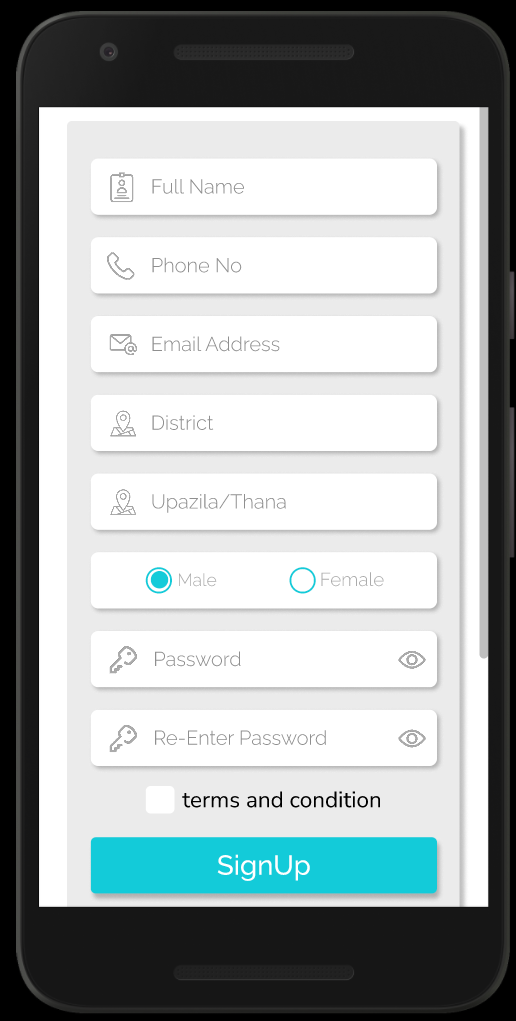 Full Name
Phone No
Email Address
District
Upazila/Thana
Male Female
Password
Re-Enter Password
terms and condition
SignUp